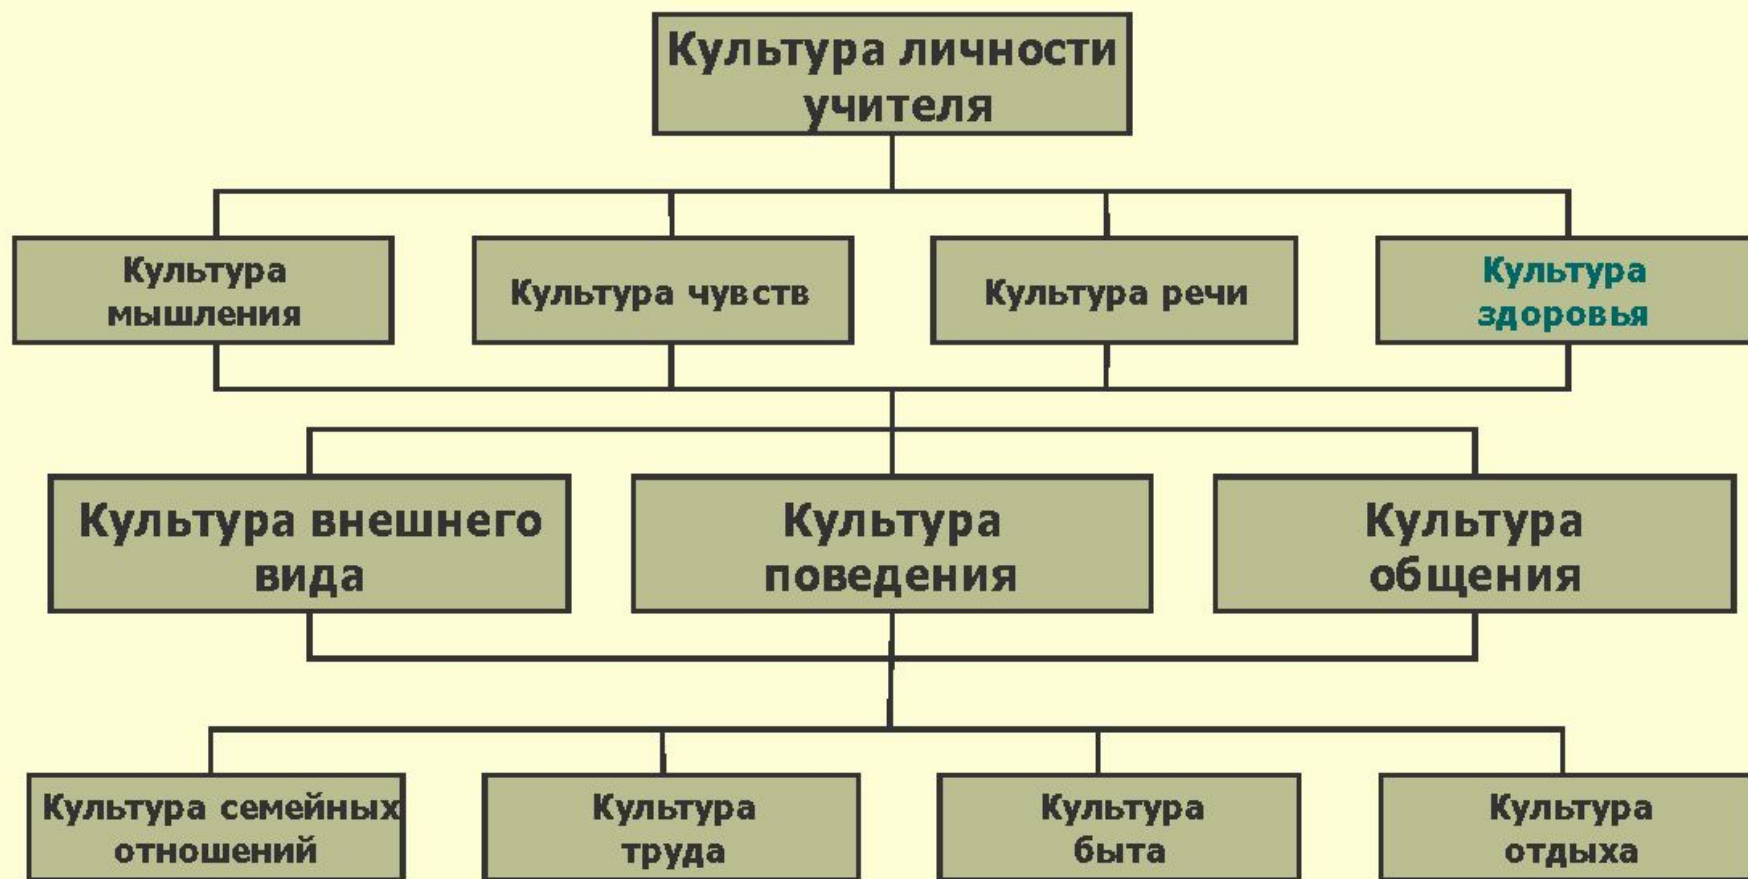 Культура личности
учителя
Культура
мышления
Культура чувств
Культура речи
Культура
здоровья
Культура внешнего
вида
Культура
поведения
Культура
общения
Культура семейных
отношений
Культура
труда
Культура
быта
Культура
отдыха